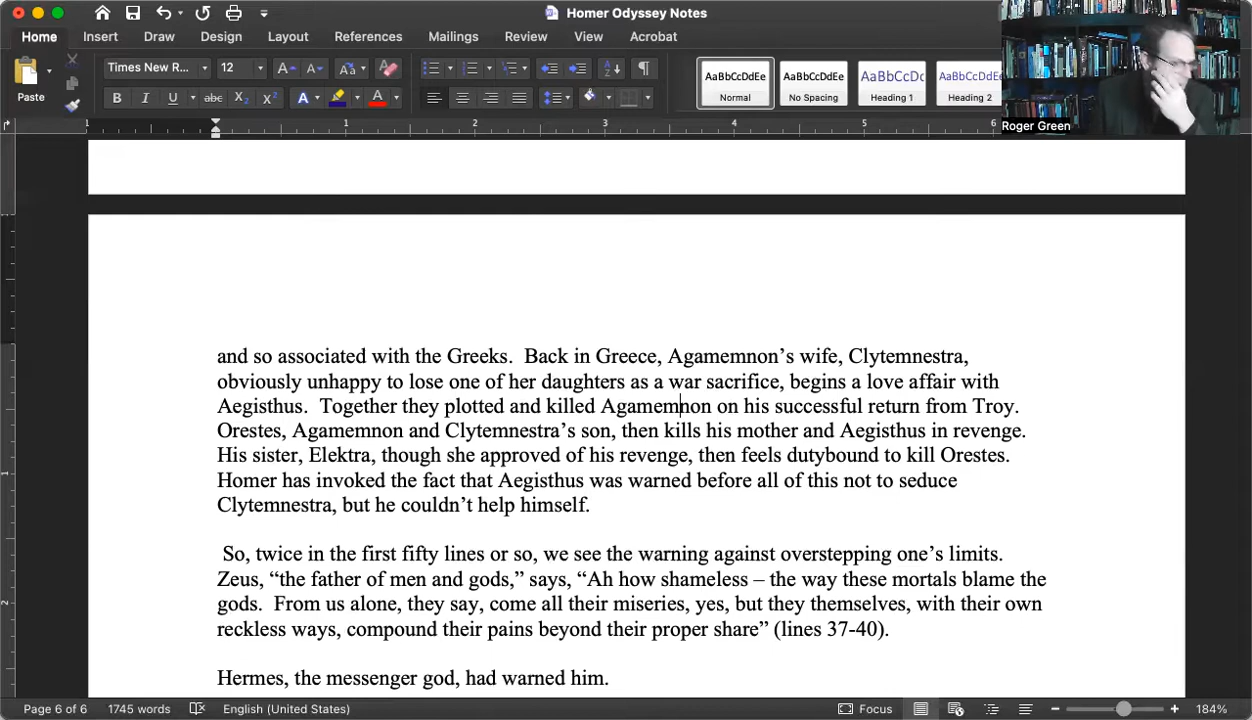 Homer Odyssey Notes
Home Insert Draw Design Layout References Mailings Review View Acrobat
Paste
Times New R...
12
AaBbCcDdEe
Normal
AaBbCcDdEe
No Spacing
AaBbCcDc
Heading 1
AaBbCcDdEe
Heading 2
Roger Green
1 1 2 3 4 5 6
and so associated with the Greeks. Back in Greece, Agamemnon’s wife, Clytemnestra,
obviously unhappy to lose one of her daughters as a war sacrifice, begins a love affair with
Aegisthus. Together they plotted and killed Agamemnon on his successful return from Troy.
Orestes, Agamemnon and Clytemnestra’s son, then kills his mother and Aegisthus in revenge.
His sister, Elektra, though she approved of his revenge, then feels dutybound to kill Orestes.
Homer has invoked the fact that Aegisthus was warned before all of this not to seduce
Clytemnestra, but he couldn’t help himself.
So, twice in the first fifty lines or so, we see the warning against overstepping one’s limits.
Zeus, “the father of men and gods,” says, “Ah how shameless – the way these mortals blame the
gods. From us alone, they say, come all their miseries, yes, but they themselves, with their own
reckless ways, compound their pains beyond their proper share” (lines 37-40).
Hermes, the messenger god, had warned him.
1
2
Page 6 of 6 1745 words English (United States) Focus 184%